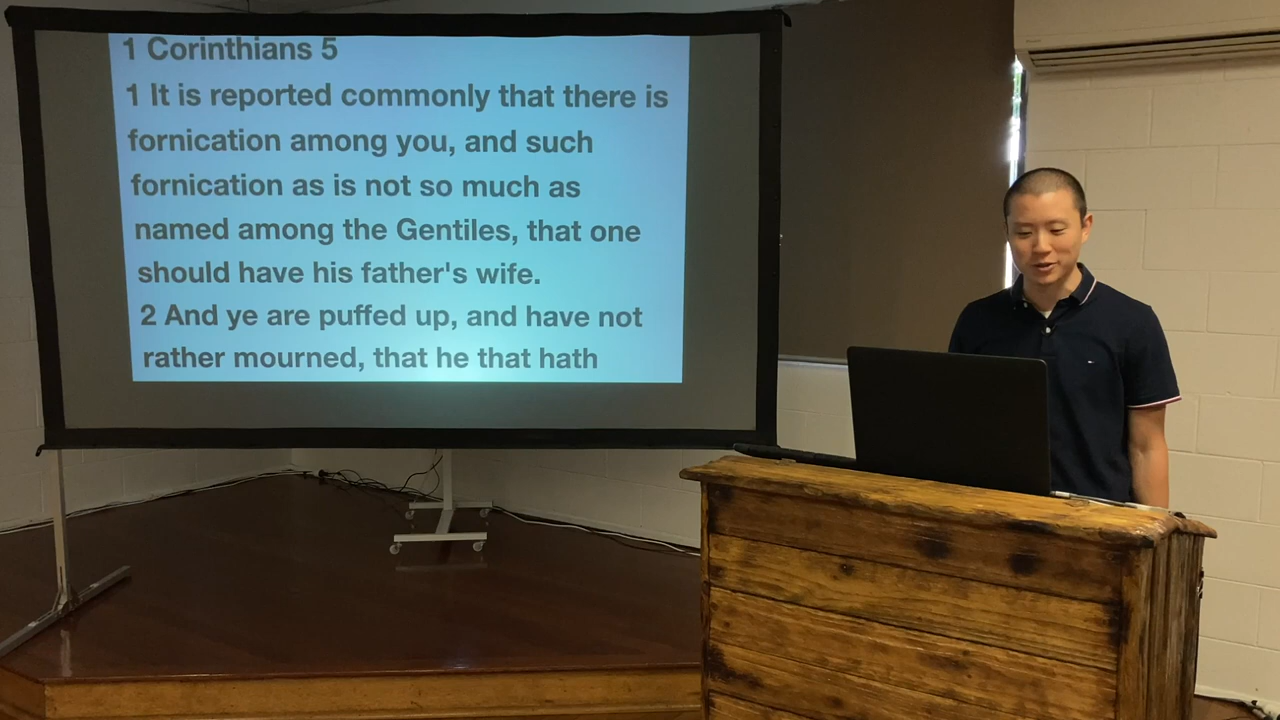 1 Corinthians 5
1 It is reported commonly that there is
fornication among you, and such
fornication as is not so much as
named among the Gentiles, that one
should have his father's wife.
2 And ye are puffed up, and have not
rather mourned, that he that hath